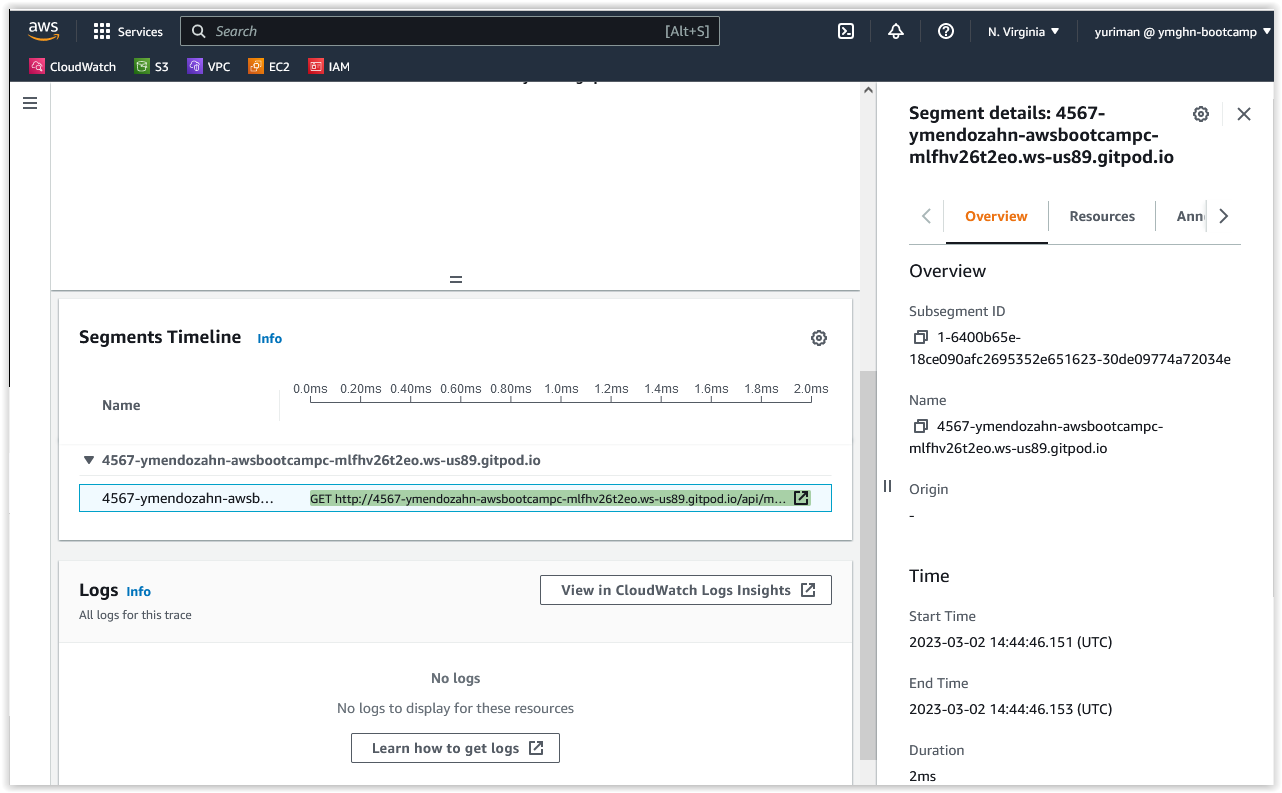 aws
Services
Search
[Alt+S]
N. Virginia
yuriman @ ymghn-bootcamp
CloudWatch
S3
VPC
EC2
IAM
Segments Timeline
Info
Name
0.0ms 0.20ms 0.40ms 0.60ms 0.80ms 1.0ms 1.2ms 1.4ms 1.6ms 1.8ms 2.0ms
4567-ymendozahn-awsbootcampc-mlfhv26t2eo.ws-us89.gitpod.io
4567-ymendozahn-awsb...
GET http://4567-ymendozahn-awsbootcampc-mlfhv26t2eo.ws-us89.gitpod.io/api/m...
Logs
Info
All logs for this trace
View in CloudWatch Logs Insights
No logs
No logs to display for these resources
Learn how to get logs
Segment details: 4567-
ymendozahn-awsbootcampc-
mlfhv26t2eo.ws-us89.gitpod.io
Overview
Resources
Ann
Overview
Subsegment ID
1-6400b65e-
18ce090afc2695352e651623-30de09774a72034e
Name
4567-ymendozahn-awsbootcampc-
mlfhv26t2eo.ws-us89.gitpod.io
Origin
-
Time
Start Time
2023-03-02 14:44:46.151 (UTC)
End Time
2023-03-02 14:44:46.153 (UTC)
Duration
2ms